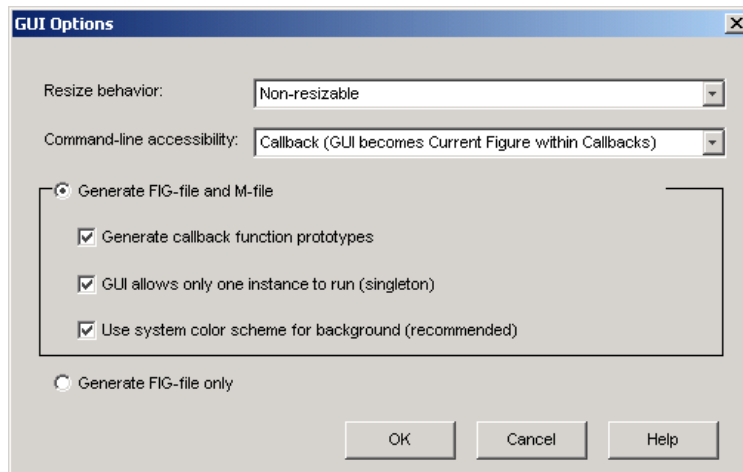 GUI Options
Resize behavior: Non-resizable
Command-line accessibility: Callback (GUI becomes Current Figure within Callbacks)
Generate FIG-file and M-file
Generate callback function prototypes
GUI allows only one instance to run (singleton)
Use system color scheme for background (recommended)
Generate FIG-file only
OK Cancel Help